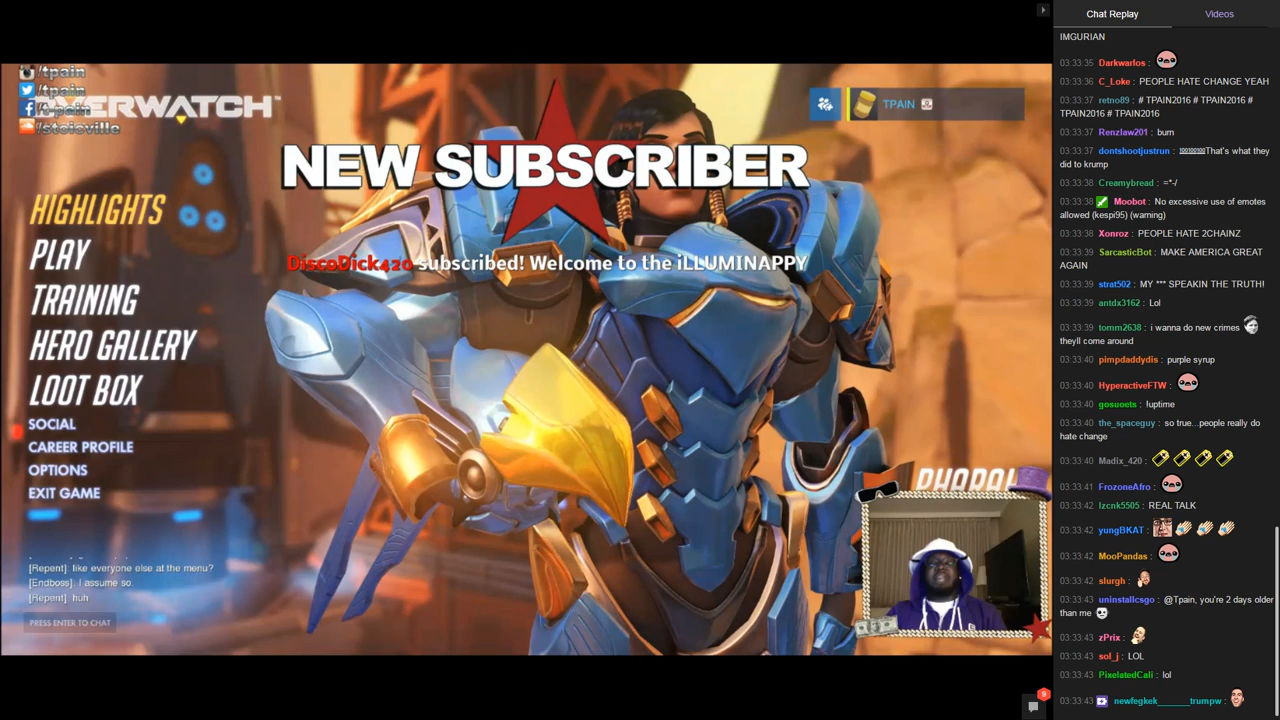 /tpain
/tpain
OVERWATCH™
/tpain
/stoisville
HIGHLIGHTS
PLAY
TRAINING
HERO GALLERY
LOOT BOX
SOCIAL
CAREER PROFILE
OPTIONS
EXIT GAME
[Repent]: like everyone else at the menu?
[Endboss]: I assume so.
[Repent]: huh
PRESS ENTER TO CHAT
NEW SUBSCRIBER
DiscoDick420 subscribed! Welcome to the iLLUMINAPPY
TPAIN
PHARAH
Chat Replay
Videos
IMGURIAN
03:33:35 Darkwarlos :
03:33:36 C_Loke : PEOPLE HATE CHANGE YEAH
03:33:37 retno89 : # TPAIN2016 # TPAIN2016 #
TPAIN2016 # TPAIN2016
03:33:37 Renzlaw201 : burn
03:33:37 dontshootjustrun : That's what they
did to krump
03:33:38 Creamybread : =*-/
03:33:38 Moobot : No excessive use of emotes
allowed (kespi95) (warning)
03:33:38 Xonroz : PEOPLE HATE 2CHAINZ
03:33:39 SarcasticBot : MAKE AMERICA GREAT
AGAIN
03:33:39 strat502 : MY *** SPEAKIN THE TRUTH!
03:33:39 antdx3162 : Lol
03:33:39 tomm2638 : i wanna do new crimes
theyll come around
03:33:40 pimpdaddydis : purple syrup
03:33:40 HyperactiveFTW :
03:33:40 gosuoets : !uptime
03:33:40 the_spaceguy : so true...people really do
hate change
03:33:40 Madix_420 :
03:33:41 FrozoneAfro :
03:33:42 lzcnk5505 : REAL TALK
03:33:42 yungBKAT :
03:33:42 MooPandas :
03:33:42 slurgh :
03:33:43 uninstallcsgo : @Tpain, you're 2 days older
than me
03:33:43 zPrix :
03:33:43 sol_j : LOL
03:33:43 PixelatedCali : lol
03:33:43 newfegkek______trumpw :
9